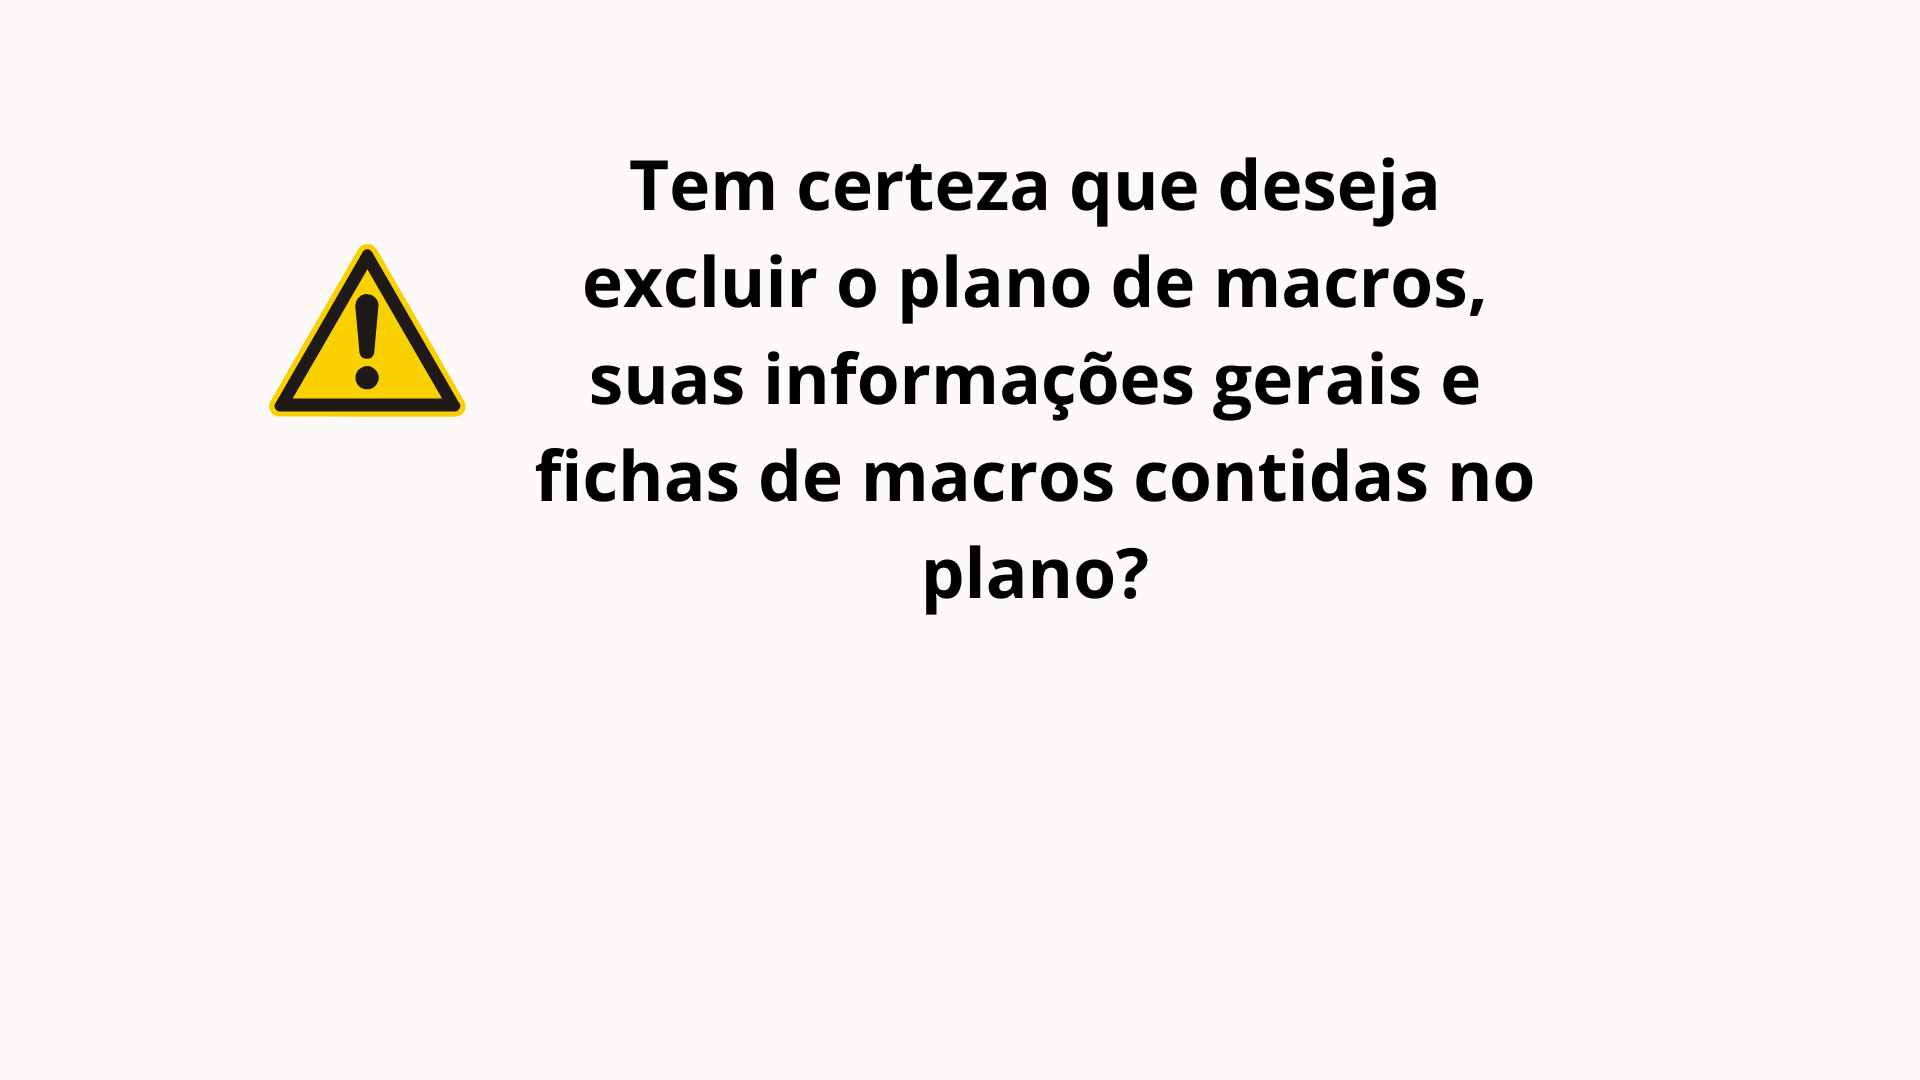 Tem certeza que deseja
excluir o plano de macros,
suas informações gerais e
fichas de macros contidas no
plano?